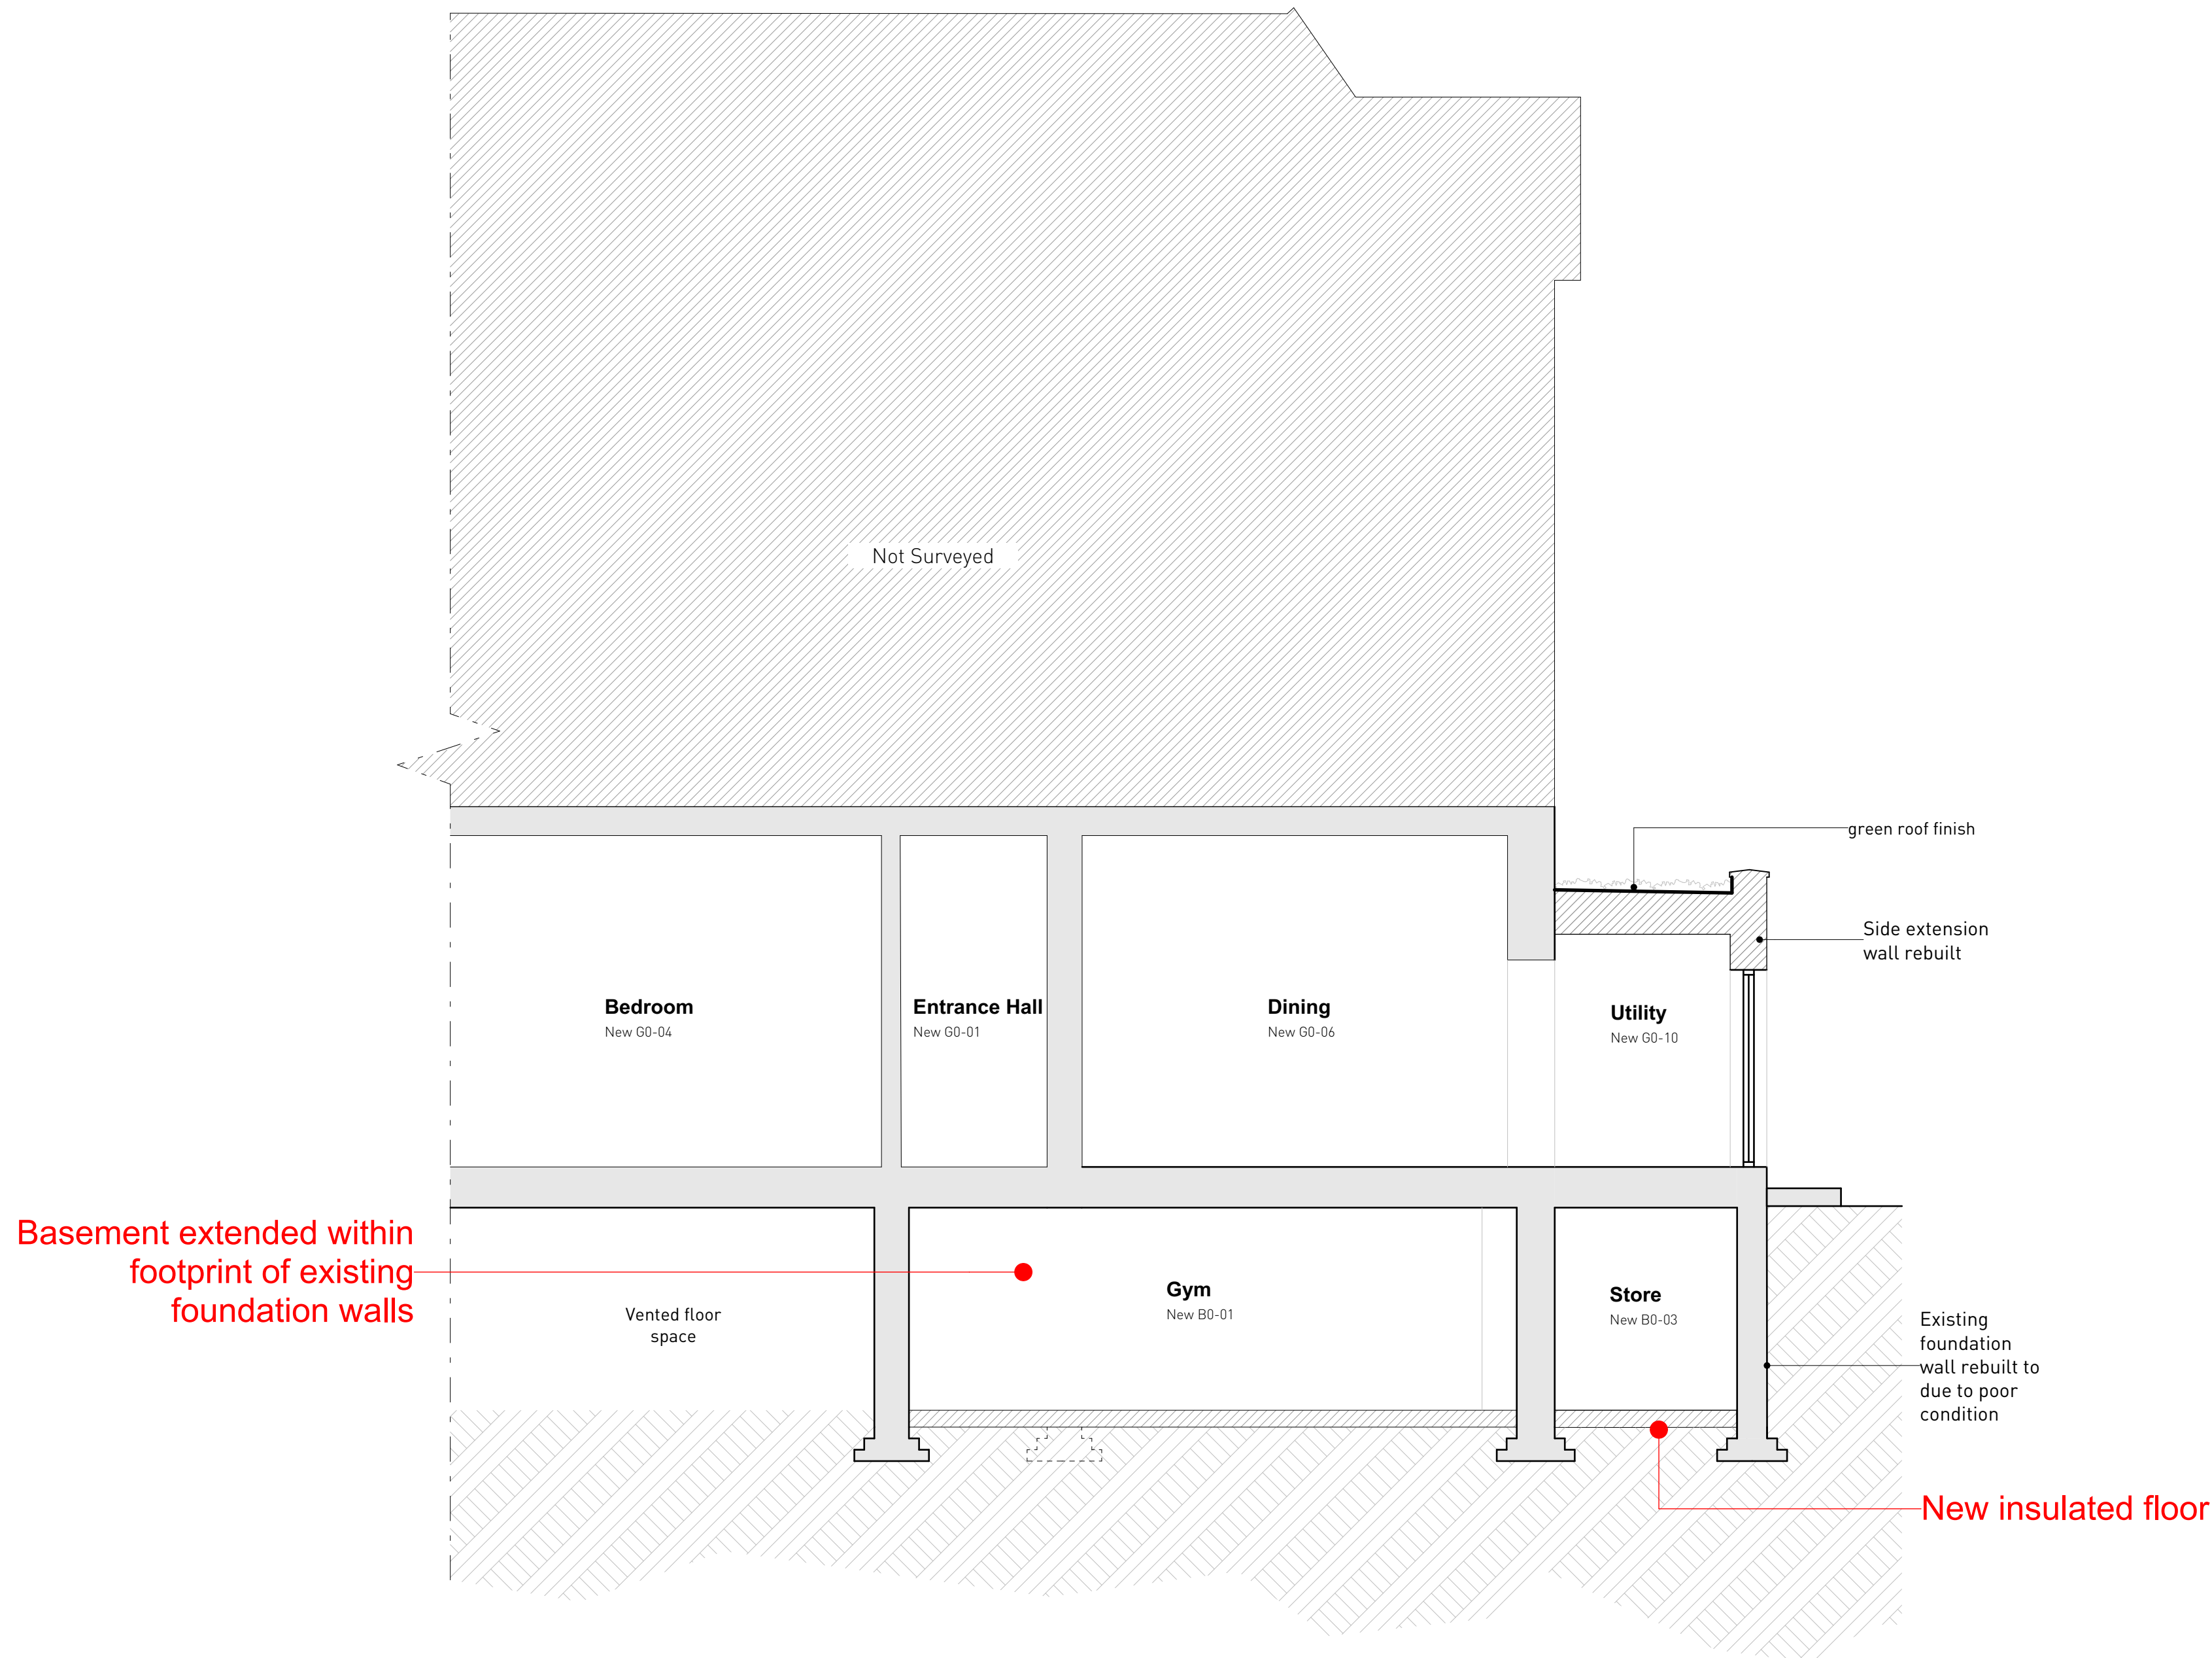 Not Surveyed
green roof finish
Side extension
wall rebuilt
Bedroom
New G0-04
Entrance Hall
New G0-01
Dining
New G0-06
Utility
New G0-10
Basement extended within
footprint of existing
foundation walls
Vented floor
space
Gym
New B0-01
Store
New B0-03
Existing
foundation
wall rebuilt to
due to poor
condition
New insulated floor